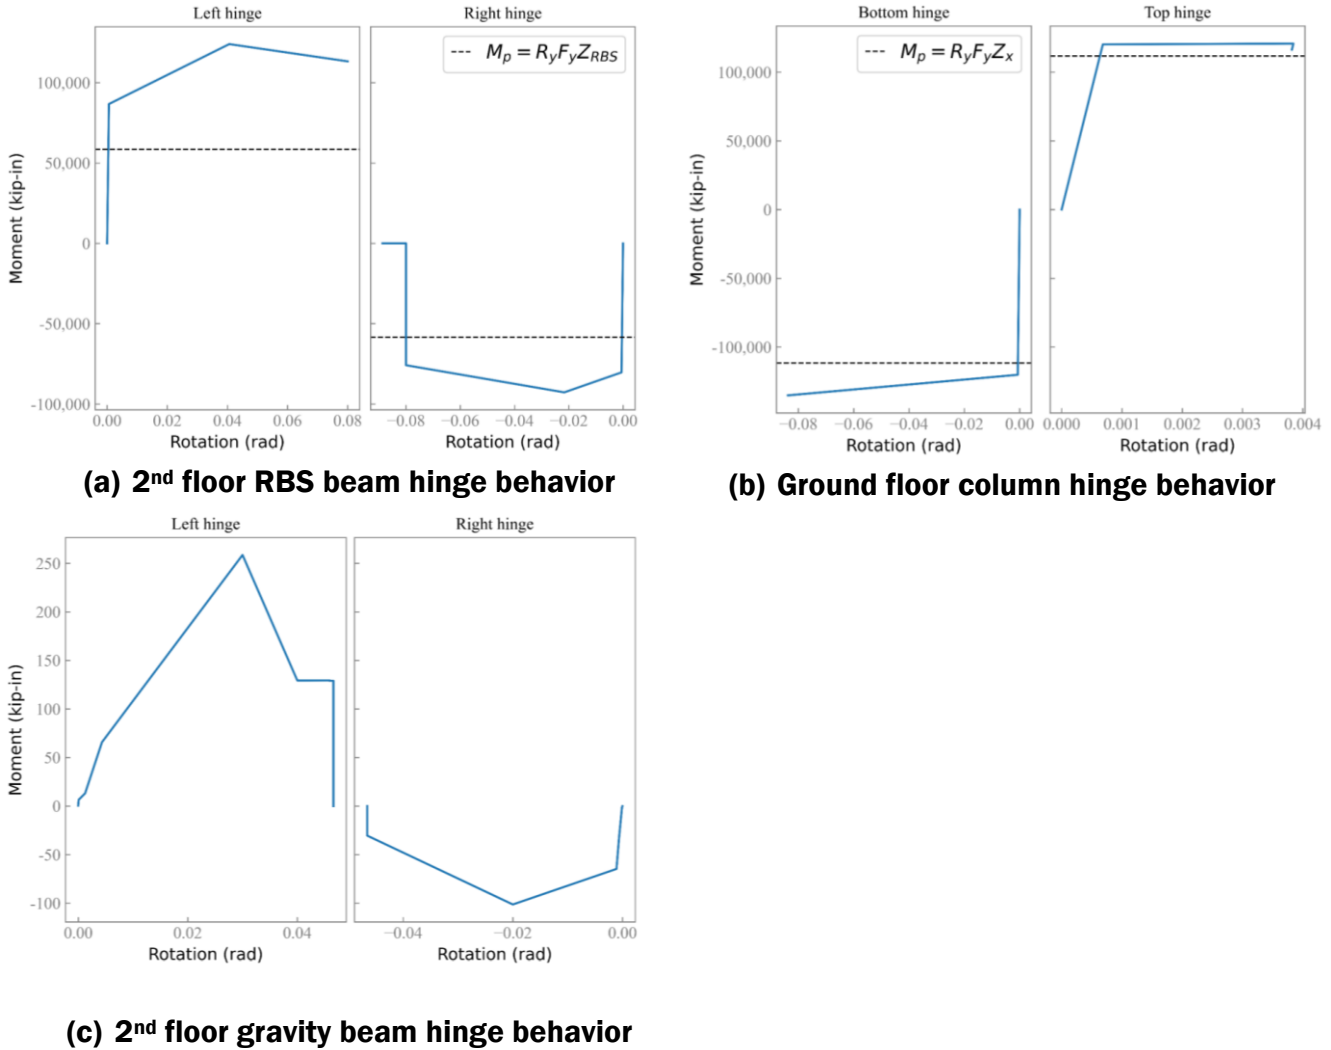 Left hinge
Right hinge
Moment (kip-in)
100,000
50,000
0
-50,000
-100,000
0.00 0.02 0.04 0.06 0.08
Rotation (rad)
M_p = R_yF_yZ_RBS
−0.08 −0.06 −0.04 −0.02 0.00
Rotation (rad)
(a) 2nd floor RBS beam hinge behavior
Bottom hinge
Top hinge
Moment (kip-in)
100,000
50,000
0
-50,000
-100,000
M_p = R_yF_yZ_x
−0.08 −0.06 −0.04 −0.02 0.00
Rotation (rad)
0.000 0.001 0.002 0.003 0.004
Rotation (rad)
(b) Ground floor column hinge behavior
Left hinge
Right hinge
Moment (kip-in)
250
200
150
100
50
0
-50
-100
0.00 0.02 0.04
Rotation (rad)
−0.04 −0.02 0.00
Rotation (rad)
(c) 2nd floor gravity beam hinge behavior